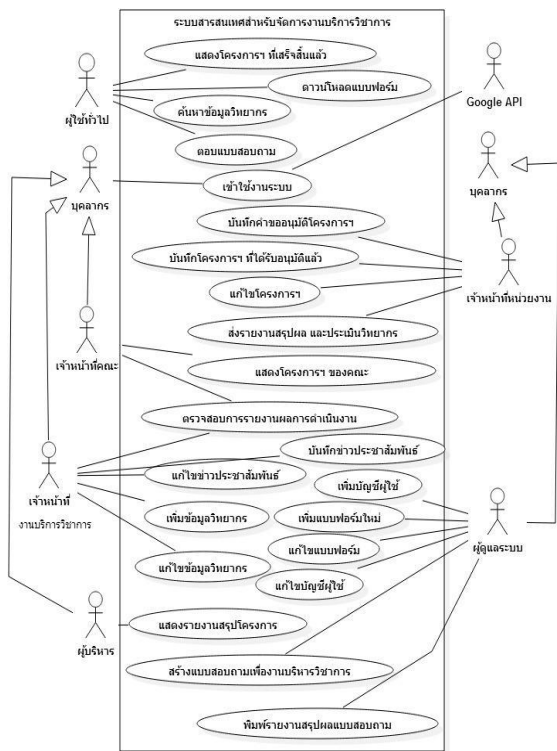 ระบบสารสนเทศสำหรับจัดการงานบริการวิชาการ
แสดงโครงการฯ ที่เสร็จสิ้นแล้ว
ดาวน์โหลดแบบฟอร์ม
ผู้ใช้ทั่วไป
ค้นหาข้อมูลวิทยากร
Google API
ตอบแบบสอบถาม
เข้าใช้งานระบบ
บุคลากร
บุคลากร
บันทึกคำขออนุมัติโครงการฯ
บันทึกโครงการฯ ที่ได้รับอนุมัติแล้ว
แก้ไขโครงการฯ
เจ้าหน้าที่หน่วยงาน
ส่งรายงานสรุปผล และประเมินวิทยากร
เจ้าหน้าที่คณะ
แสดงโครงการฯ ของคณะ
ตรวจสอบการรายงานผลการดำเนินงาน
บันทึกข่าวประชาสัมพันธ์
แก้ไขข่าวประชาสัมพันธ์
เพิ่มบัญชีผู้ใช้
เจ้าหน้าที่
งานบริการวิชาการ
เพิ่มข้อมูลวิทยากร
เพิ่มแบบฟอร์มใหม่
แก้ไขแบบฟอร์ม
ผู้ดูแลระบบ
แก้ไขข้อมูลวิทยากร
แก้ไขบัญชีผู้ใช้
แสดงรายงานสรุปโครงการ
ผู้บริหาร
สร้างแบบสอบถามเพื่องานบริหารวิชาการ
พิมพ์รายงานสรุปผลแบบสอบถาม